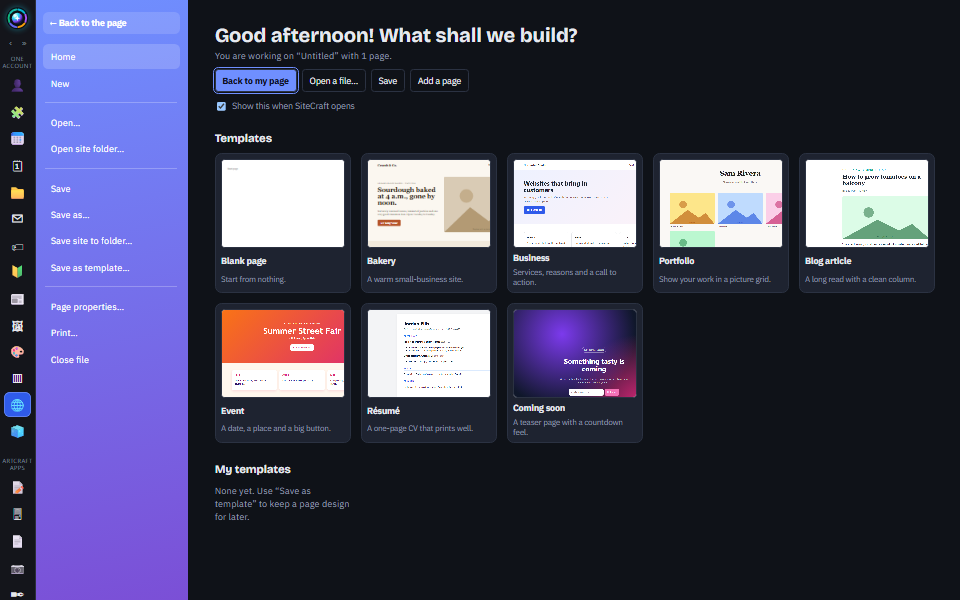 ← Back to the page
Home
New
Open...
Open site folder...
Save
Save as...
Save site to folder...
Save as template...
Page properties...
Print...
Close file
ONE
ACCOUNT
ARTCRAFT
APPS
Good afternoon! What shall we build?
You are working on “Untitled” with 1 page.
Back to my page
Open a file...
Save
Add a page
Show this when SiteCraft opens
Templates
Blank page
Start from nothing.
Sourdough baked
at 4 a.m., gone by
noon.
Bakery
A warm small-business site.
Websites that bring in
customers
Business
Services, reasons and a call to
action.
Sam Rivera
Portfolio
Show your work in a picture grid.
How to grow tomatoes on a
balcony
Blog article
A long read with a clean column.
Summer Street Fair
Event
A date, a place and a big button.
Résumé
A one-page CV that prints well.
Something tasty is
coming
Coming soon
A teaser page with a countdown
feel.
My templates
None yet. Use “Save as
template” to keep a page design
for later.